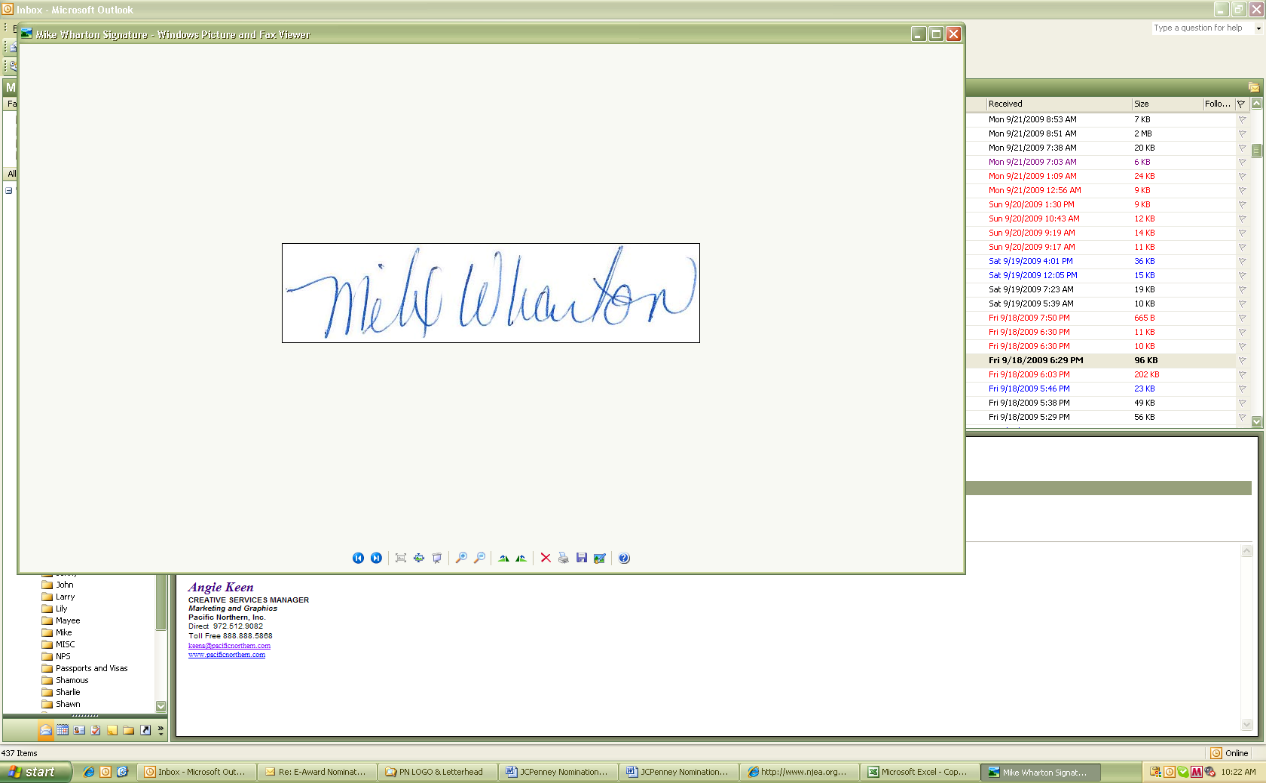 Inbox - Microsoft Outlook
Type a question for help
Mike Wharton Signature - Windows Picture and Fax Viewer
M
Fa
All
Received Size Follo...
Mon 9/21/2009 8:53 AM 7 KB
Mon 9/21/2009 8:51 AM 2 MB
Mon 9/21/2009 7:38 AM 20 KB
Mon 9/21/2009 7:03 AM 6 KB
Mon 9/21/2009 1:09 AM 24 KB
Mon 9/21/2009 12:56 AM 9 KB
Sun 9/20/2009 1:30 PM 9 KB
Sun 9/20/2009 10:43 AM 12 KB
Sun 9/20/2009 9:19 AM 14 KB
Sun 9/20/2009 9:17 AM 11 KB
Sat 9/19/2009 4:01 PM 36 KB
Sat 9/19/2009 12:05 PM 15 KB
Sat 9/19/2009 7:23 AM 19 KB
Sat 9/19/2009 5:39 AM 10 KB
Fri 9/18/2009 7:50 PM 665 B
Fri 9/18/2009 6:30 PM 11 KB
Fri 9/18/2009 6:30 PM 10 KB
Fri 9/18/2009 6:29 PM 96 KB
Fri 9/18/2009 6:03 PM 202 KB
Fri 9/18/2009 5:46 PM 23 KB
Fri 9/18/2009 5:38 PM 49 KB
Fri 9/18/2009 5:29 PM 56 KB
Mike Wharton
John
Larry
Lily
Mayee
Mike
MISC
NPS
Passports and Visas
Shamous
Sharlie
Shawn
Angie Keen
CREATIVE SERVICES MANAGER
Marketing and Graphics
Pacific Northern, Inc.
Direct 972.512.9082
Toll Free 888.888.5868
keena@pacificnorthern.com
www.pacificnorthern.com
437 Items
Online
start
Inbox - Microsoft Out...
Re: E-Award Nominat...
PN LOGO & Letterhead
JCPenney Nomination...
JCPenney Nomination...
http://www.njea.org...
Microsoft Excel - Cop...
Mike Wharton Signat...
10:22 AM